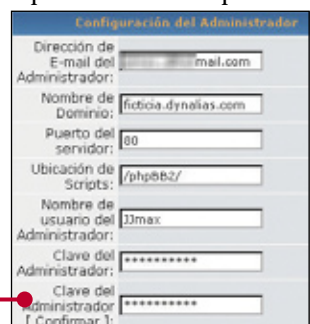 Configuración del Administrador
Dirección de
E-mail del
Administrador:
mail.com
Nombre de
Dominio:
ficticia.dynalias.com
Puerto del
servidor:
80
Ubicación de
Scripts:
/phpBB2/
Nombre de
usuario del
Administrador:
JJmax
Clave del
Administrador:
**********
Clave del
Administrador
[ Confirmar ]:
**********